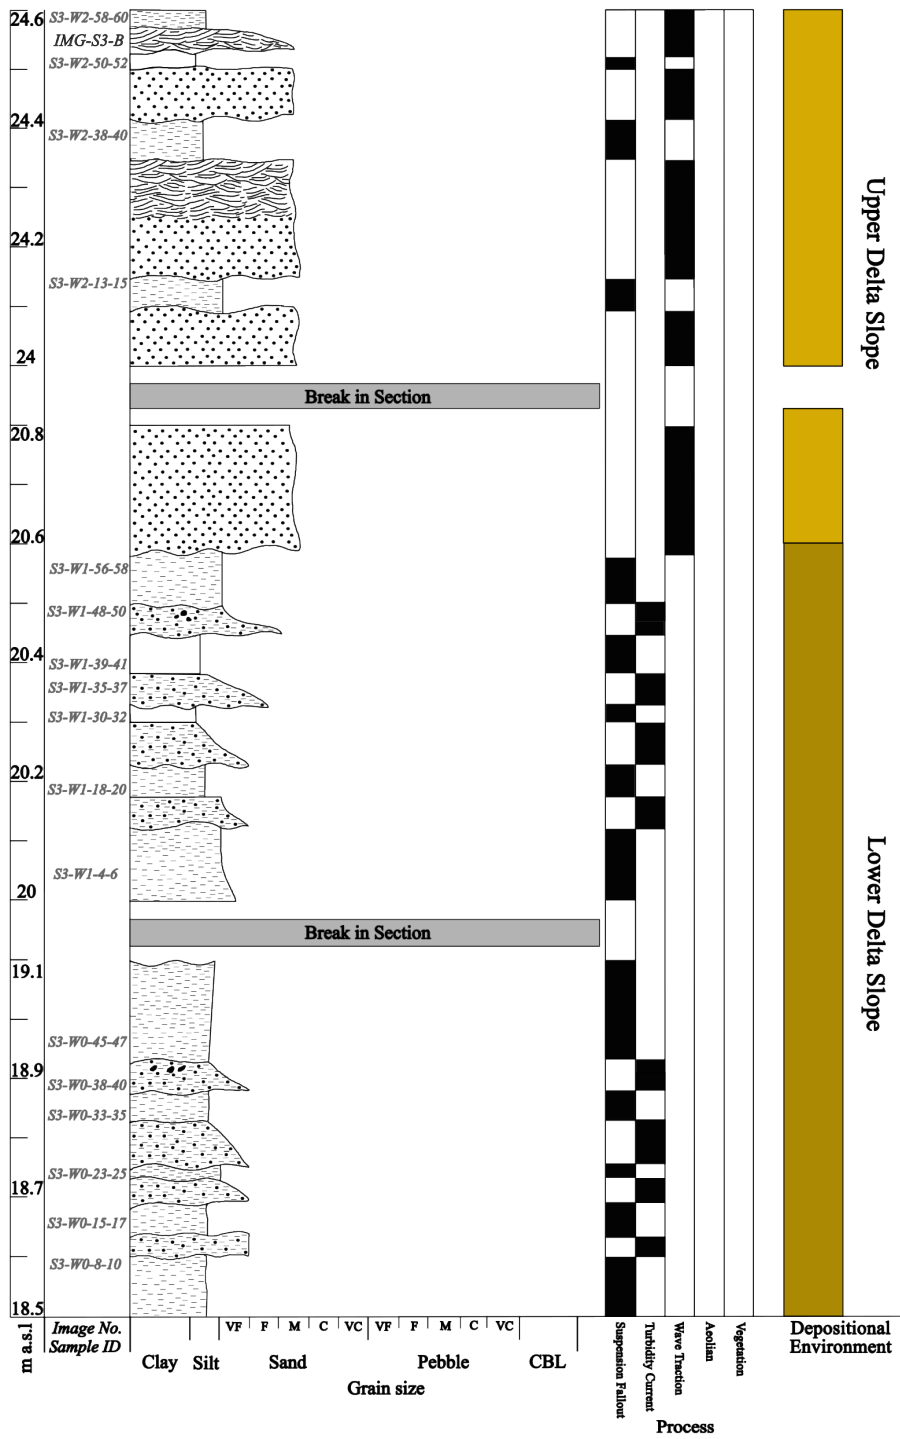 24.6
S3-W2-58-60
IMG-S3-B
S3-W2-50-52
24.4
S3-W2-38-40
24.2
S3-W2-13-15
24
Upper Delta Slope
Break in Section
20.8
20.6
S3-W1-56-58
S3-W1-48-50
20.4
S3-W1-39-41
S3-W1-35-37
S3-W1-30-32
20.2
S3-W1-18-20
S3-W1-4-6
20
Lower Delta Slope
Break in Section
19.1
S3-W0-45-47
18.9
S3-W0-38-40
S3-W0-33-35
S3-W0-23-25
18.7
S3-W0-15-17
S3-W0-8-10
18.5
m a.s.l
Image No.
Sample ID
VF F M C VC VF F M C VC
Clay Silt Sand Pebble CBL
Grain size
Suspension Fallout
Turbidity Current
Wave Traction
Aeolian
Vegetation
Process
Depositional
Environment